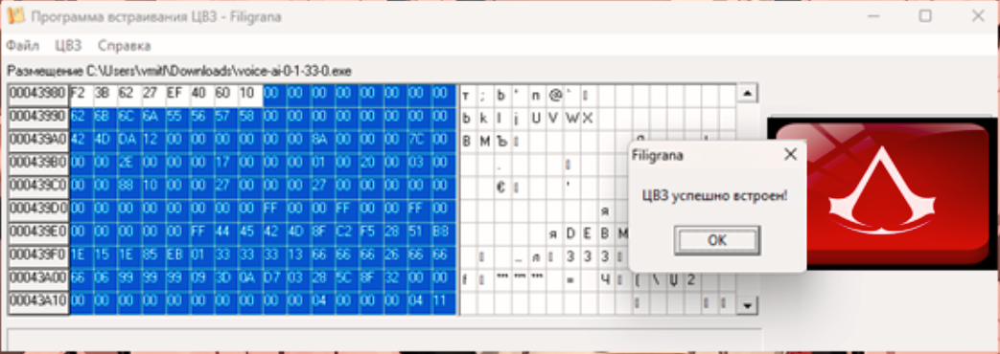 Программа встраивания ЦВЗ - Filigrana
Файл ЦВЗ Справка
Размещение C:\Users\vmitl\Downloads\voice-ai-0-1-33-0.exe
00043980 F2 3B 62 27 EF 40 60 10 00 00 00 00 00 00 00 00 т ; b ' п @ `
00043990 62 6B 6C 6A 55 56 57 58 00 00 00 00 00 00 00 00 b k l j U V W X
000439A0 42 4D DA 12 00 00 00 00 00 00 8A 00 00 00 7C 00 B M Ъ
000439B0 00 00 2E 00 00 00 17 00 00 00 01 00 20 00 03 00 .
000439C0 00 00 88 10 00 00 27 00 00 00 27 00 00 00 00 00 € '
000439D0 00 00 00 00 00 00 00 00 FF 00 00 FF 00 00 FF 00 я
000439E0 00 00 00 00 00 FF 44 45 42 4D 8F C2 F5 28 51 B8 я D E B M
000439F0 1E 15 1E 85 EB 01 33 33 33 13 66 66 66 26 66 66 … л 3 3 3
00043A00 66 06 99 99 99 09 3D 0A D7 03 28 5C 8F 32 00 00 f ™ ™ ™ = Ч ( \ Џ 2
00043A10 00 00 00 00 00 00 00 00 00 00 04 00 00 00 04 11
Filigrana
ЦВЗ успешно встроен!
OK